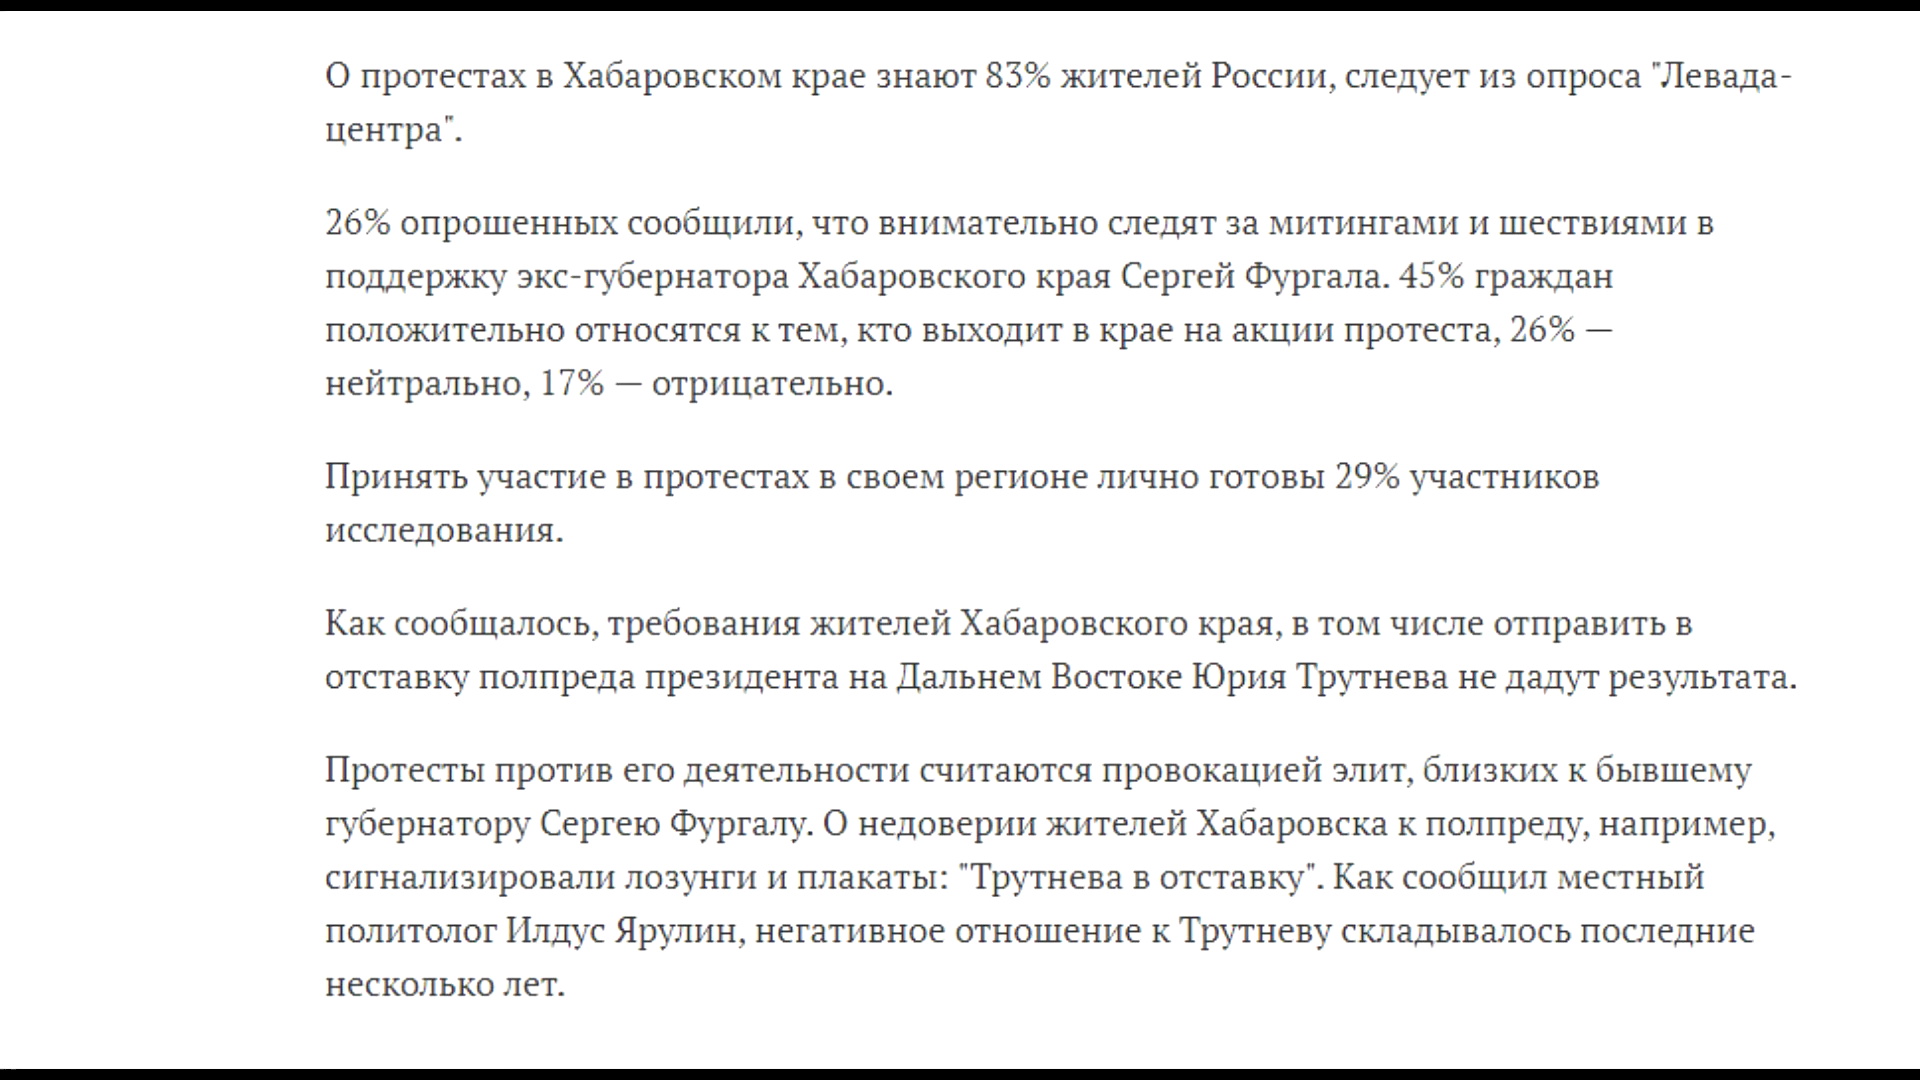 О протестах в Хабаровском крае знают 83% жителей России, следует из опроса "Левада-
центра".
26% опрошенных сообщили, что внимательно следят за митингами и шествиями в
поддержку экс-губернатора Хабаровского края Сергей Фургала. 45% граждан
положительно относятся к тем, кто выходит в крае на акции протеста, 26% —
нейтрально, 17% — отрицательно.
Принять участие в протестах в своем регионе лично готовы 29% участников
исследования.
Как сообщалось, требования жителей Хабаровского края, в том числе отправить в
отставку полпреда президента на Дальнем Востоке Юрия Трутнева не дадут результата.
Протесты против его деятельности считаются провокацией элит, близких к бывшему
губернатору Сергею Фургалу. О недоверии жителей Хабаровска к полпреду, например,
сигнализировали лозунги и плакаты: "Трутнева в отставку". Как сообщил местный
политолог Илдус Ярулин, негативное отношение к Трутневу складывалось последние
несколько лет.